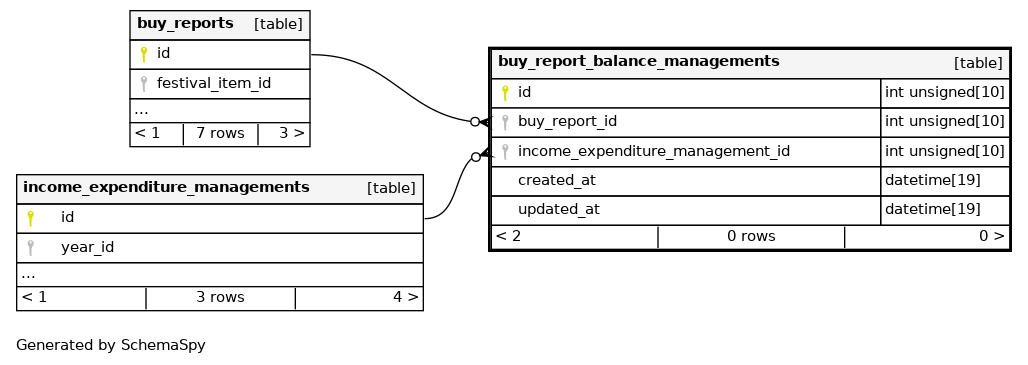 buy_reports [table]
id
festival_item_id
...
< 1 7 rows 3 >
buy_report_balance_managements [table]
id int unsigned[10]
buy_report_id int unsigned[10]
income_expenditure_management_id int unsigned[10]
created_at datetime[19]
updated_at datetime[19]
< 2 0 rows 0 >
income_expenditure_managements [table]
id
year_id
...
< 1 3 rows 4 >
Generated by SchemaSpy